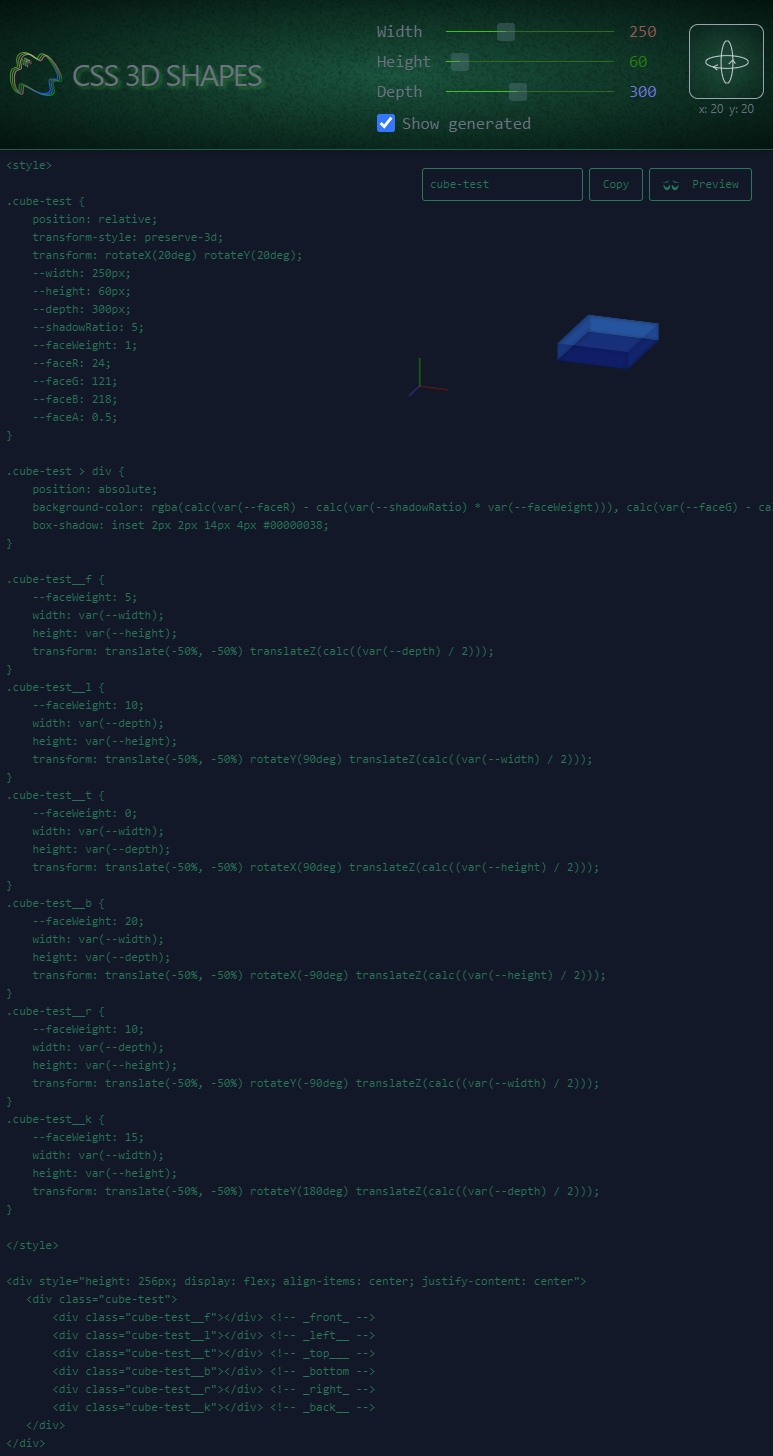 CSS 3D SHAPES
Width 250
Height 60
Depth 300
Show generated
x: 20 y: 20
<style>
cube-test Copy Preview
.cube-test {
    position: relative;
    transform-style: preserve-3d;
    transform: rotateX(20deg) rotateY(20deg);
    --width: 250px;
    --height: 60px;
    --depth: 300px;
    --shadowRatio: 5;
    --faceWeight: 1;
    --faceR: 24;
    --faceG: 121;
    --faceB: 218;
    --faceA: 0.5;
}
.cube-test > div {
    position: absolute;
    background-color: rgba(calc(var(--faceR) - calc(var(--shadowRatio) * var(--faceWeight))), calc(var(--faceG) - ca
    box-shadow: inset 2px 2px 14px 4px #00000038;
}
.cube-test__f {
    --faceWeight: 5;
    width: var(--width);
    height: var(--height);
    transform: translate(-50%, -50%) translateZ(calc((var(--depth) / 2)));
}
.cube-test__l {
    --faceWeight: 10;
    width: var(--depth);
    height: var(--height);
    transform: translate(-50%, -50%) rotateY(90deg) translateZ(calc((var(--width) / 2)));
}
.cube-test__t {
    --faceWeight: 0;
    width: var(--width);
    height: var(--depth);
    transform: translate(-50%, -50%) rotateX(90deg) translateZ(calc((var(--height) / 2)));
}
.cube-test__b {
    --faceWeight: 20;
    width: var(--width);
    height: var(--depth);
    transform: translate(-50%, -50%) rotateX(-90deg) translateZ(calc((var(--height) / 2)));
}
.cube-test__r {
    --faceWeight: 10;
    width: var(--depth);
    height: var(--height);
    transform: translate(-50%, -50%) rotateY(-90deg) translateZ(calc((var(--width) / 2)));
}
.cube-test__k {
    --faceWeight: 15;
    width: var(--width);
    height: var(--height);
    transform: translate(-50%, -50%) rotateY(180deg) translateZ(calc((var(--depth) / 2)));
}
</style>
<div style="height: 256px; display: flex; align-items: center; justify-content: center">
   <div class="cube-test">
       <div class="cube-test__f"></div> <!-- _front_ -->
       <div class="cube-test__l"></div> <!-- _left__ -->
       <div class="cube-test__t"></div> <!-- _top___ -->
       <div class="cube-test__b"></div> <!-- _bottom -->
       <div class="cube-test__r"></div> <!-- _right_ -->
       <div class="cube-test__k"></div> <!-- _back__ -->
   </div>
</div>